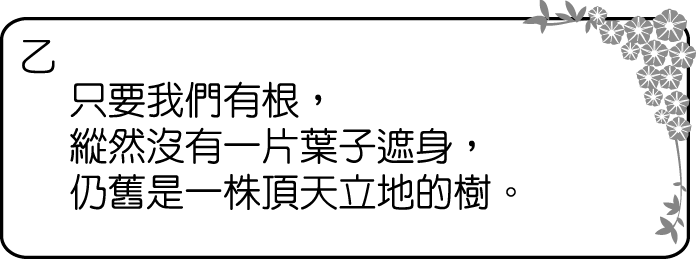 乙
只要我們有根，
縱然沒有一片葉子遮身，
仍舊是一株頂天立地的樹。